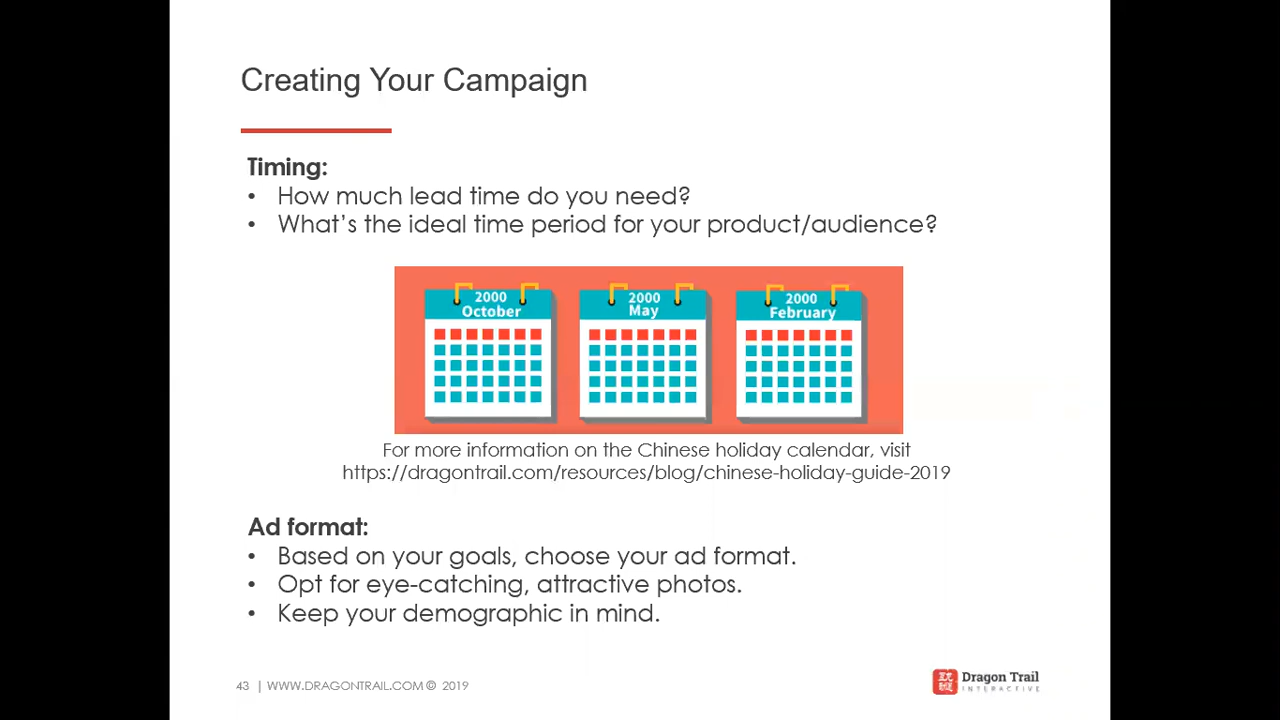 Creating Your Campaign
Timing:
• How much lead time do you need?
• What's the ideal time period for your product/audience?
2000
October
2000
May
2000
February
For more information on the Chinese holiday calendar, visit
https://dragontrail.com/resources/blog/chinese-holiday-guide-2019
Ad format:
• Based on your goals, choose your ad format.
• Opt for eye-catching, attractive photos.
• Keep your demographic in mind.
43 | WWW.DRAGONTRAIL.COM © 2019
Dragon Trail
INTERACTIVE